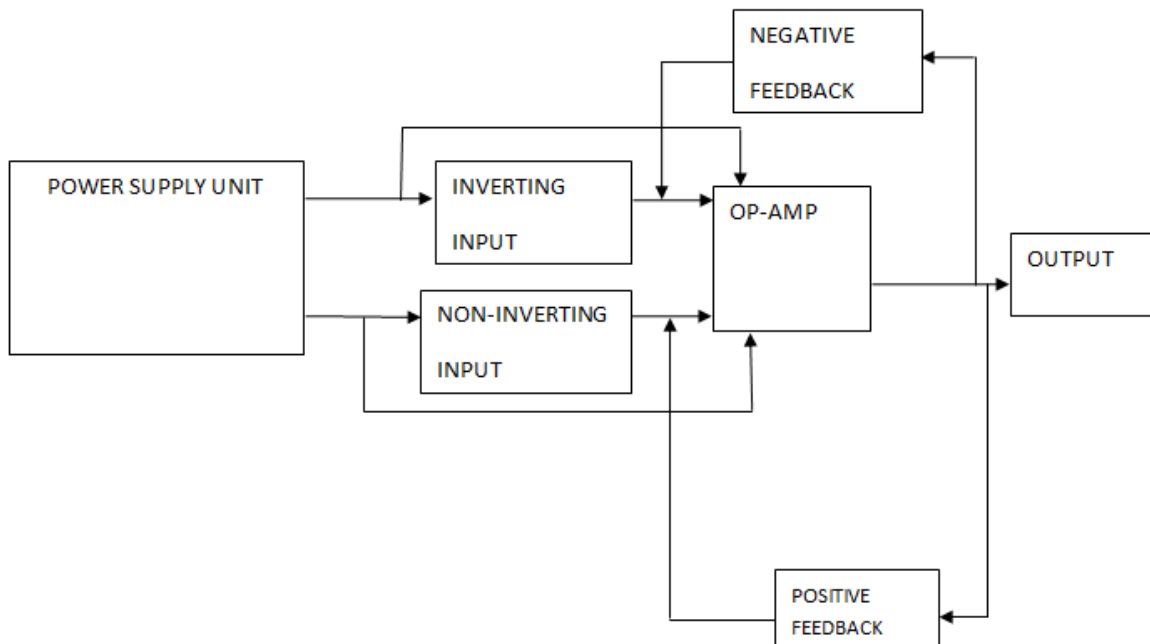 NEGATIVE
FEEDBACK
POWER SUPPLY UNIT
INVERTING
INPUT
OP-AMP
OUTPUT
NON-INVERTING
INPUT
POSITIVE
FEEDBACK